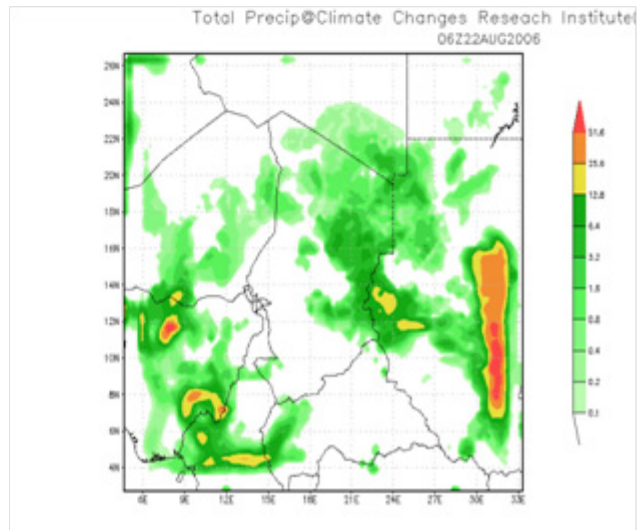 Total Precip@Climate Changes Reseach Institute
06Z22AUG2006
26N
24N
22N
20N
18N
16N
14N
12N
10N
8N
6N
4N
6E
9E
12E
15E
18E
21E
24E
27E
30E
33E
51.6
25.6
12.8
6.4
3.2
1.6
0.8
0.4
0.2
0.1